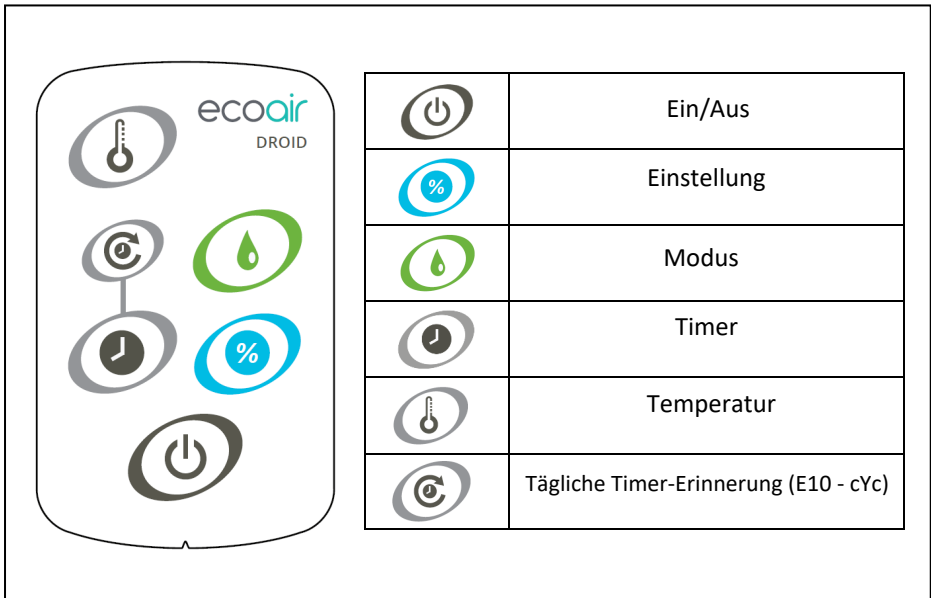 ecoair
DROID
%
Ein/Aus
%
Einstellung
Modus
Timer
Temperatur
Tägliche Timer-Erinnerung (E10 - cYc)